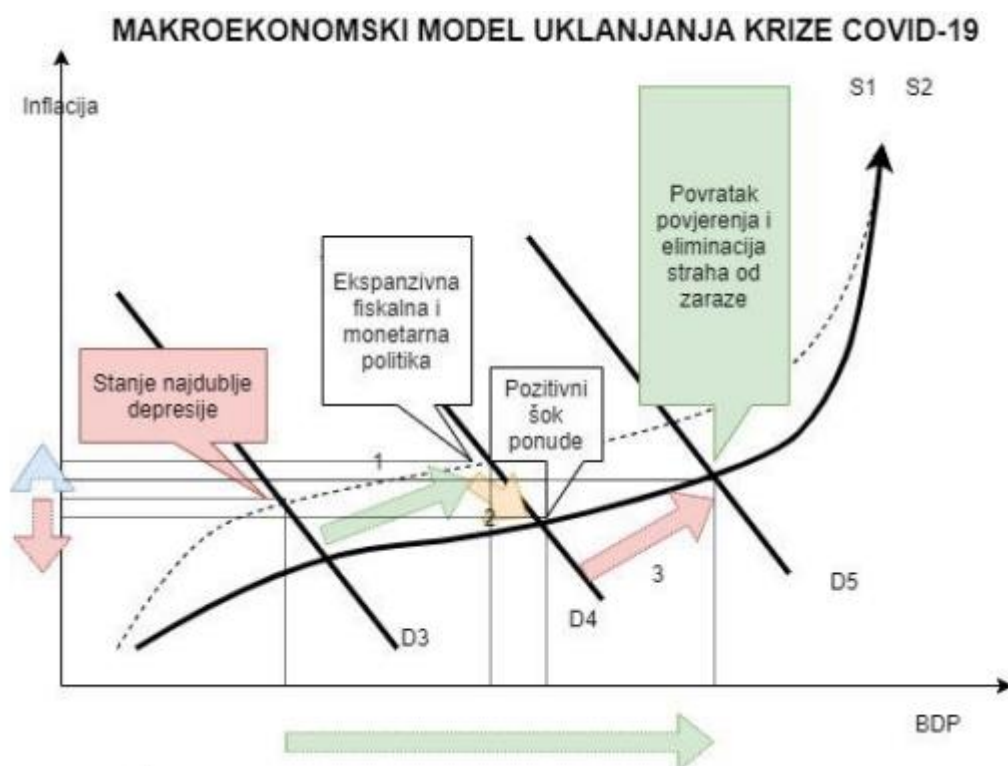 MAKROEKONOMSKI MODEL UKLANJANJA KRIZE COVID-19
Inflacija
S1 S2
Povratak
povjerenja i
eliminacija
straha od
zaraze
Ekspanzivna
fiskalna i
monetarna
politika
Stanje najdublje
depresije
Pozitivni
šok
ponude
1
2
3
D3
D4
D5
BDP